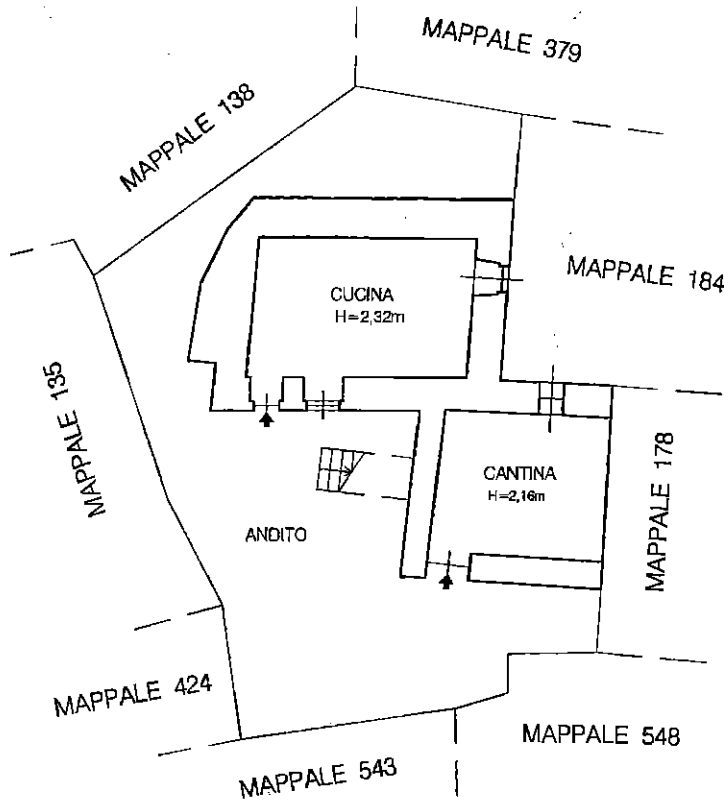 MAPPALE 379
MAPPALE 138
MAPPALE 184
CUCINA
H=2,32m
MAPPALE 135
MAPPALE 178
CANTINA
H=2,16m
ANDITO
MAPPALE 424
MAPPALE 548
MAPPALE 543